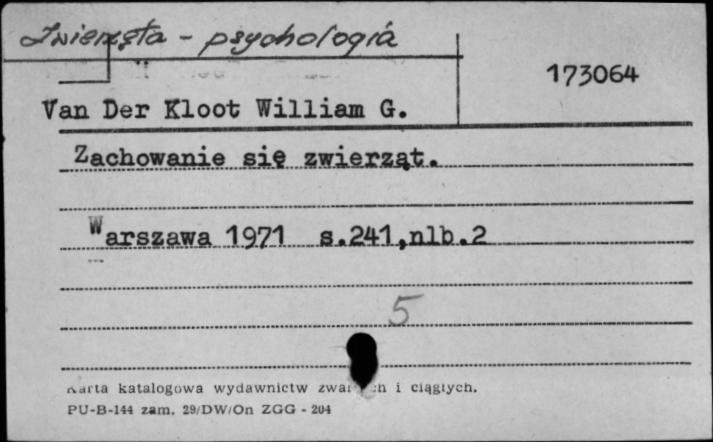 Zwierzęta - psychologia
173064
Van Der Kloot William G.
Zachowanie się zwierząt.
Warszawa 1971 s.241,nlb.2
5
Karta katalogowa wydawnictw i ciągłych.
PU-B-144 zam. 29/DW/On ZGG - 204